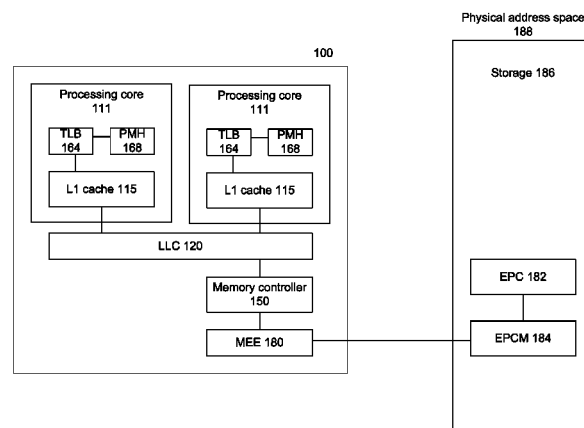 Physical address space
188
100
Storage 186
Processing core
111
Processing core
111
TLB
164
PMH
168
TLB
164
PMH
168
L1 cache 115
L1 cache 115
LLC 120
Memory controller
150
MEE 180
EPC 182
EPCM 184